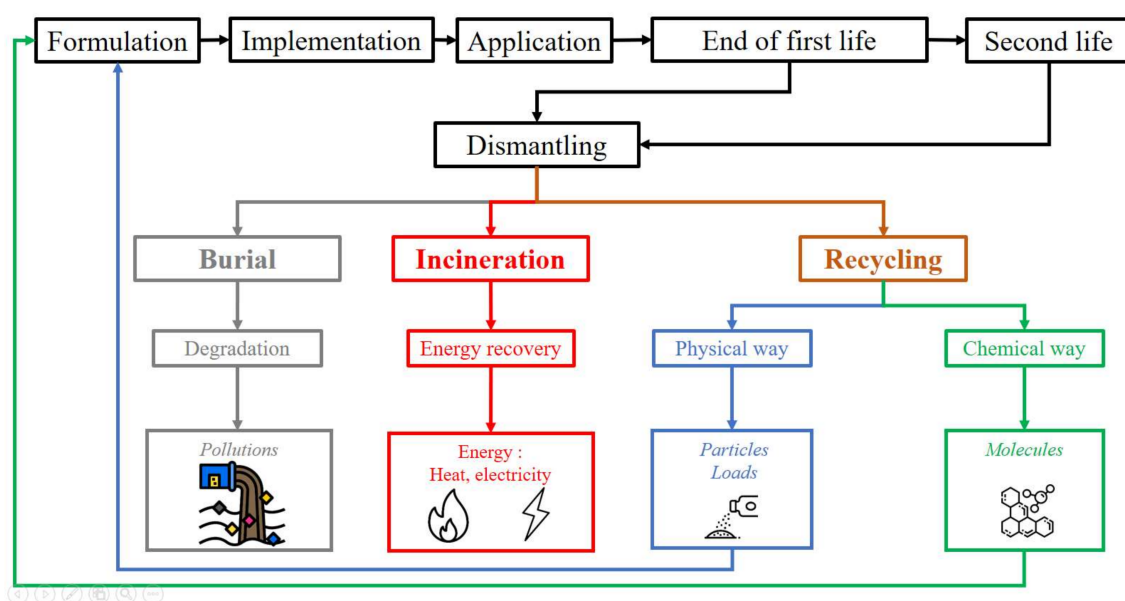 Formulation
Implementation
Application
End of first life
Second life
Dismantling
Burial
Incineration
Recycling
Degradation
Energy recovery
Physical way
Chemical way
Pollutions
Energy :
Heat, electricity
Particles
Loads
Molecules